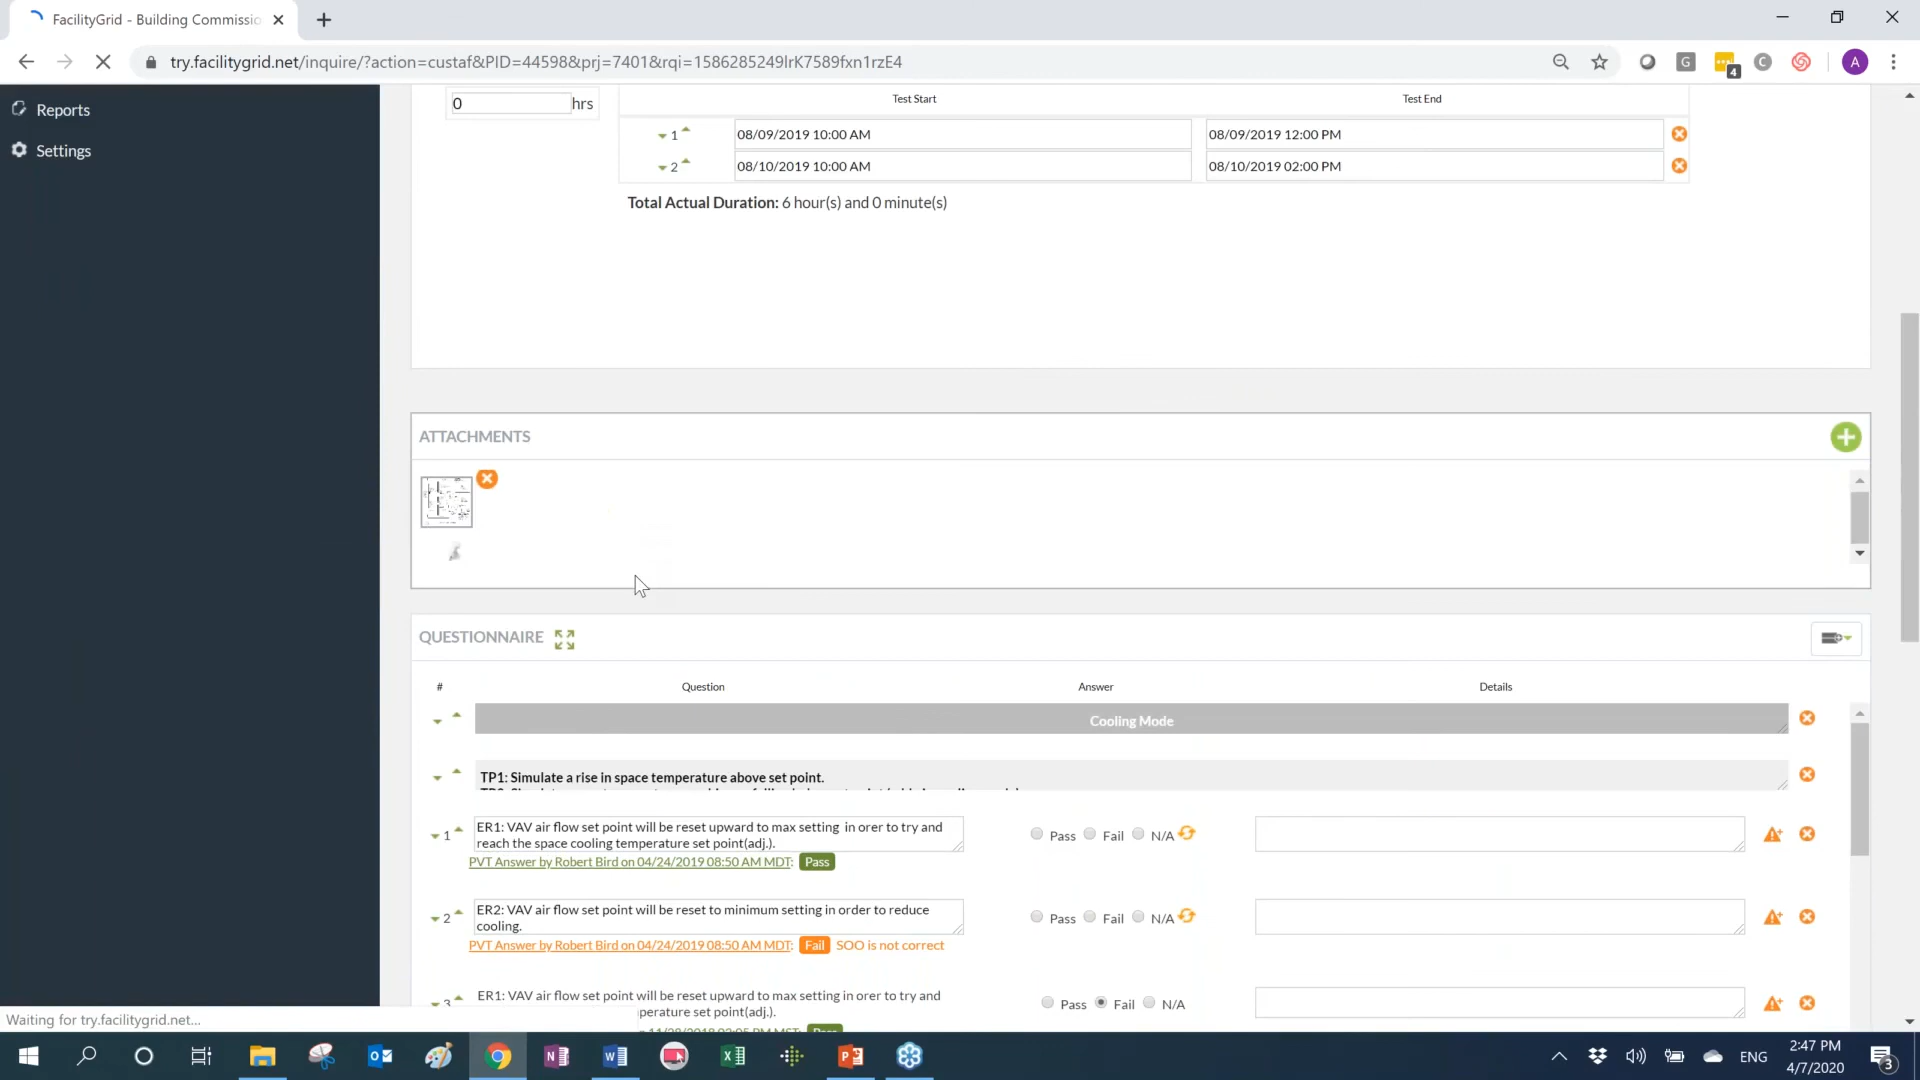 FacilityGrid - Building Commissio
try.facilitygrid.net/inquire/?action=custaf&PID=44598&prj=7401&rqi=1586285249lrK7589fxn1rzE4
G
4
C
A
Reports
Settings
0 hrs
Test Start Test End
1 08/09/2019 10:00 AM 08/09/2019 12:00 PM
2 08/10/2019 10:00 AM 08/10/2019 02:00 PM
Total Actual Duration: 6 hour(s) and 0 minute(s)
ATTACHMENTS
QUESTIONNAIRE
# Question Answer Details
Cooling Mode
TP1: Simulate a rise in space temperature above set point.
1 ER1: VAV air flow set point will be reset upward to max setting in orer to try and
reach the space cooling temperature set point(adj.).
Pass Fail N/A
PVT Answer by Robert Bird on 04/24/2019 08:50 AM MDT: Pass
2 ER2: VAV air flow set point will be reset to minimum setting in order to reduce
cooling.
Pass Fail N/A
PVT Answer by Robert Bird on 04/24/2019 08:50 AM MDT: Fail SOO is not correct
3 ER1: VAV air flow set point will be reset upward to max setting in orer to try and
perature set point(adj.).
Pass Fail N/A
Waiting for try.facilitygrid.net...
ENG
2:47 PM
4/7/2020
3